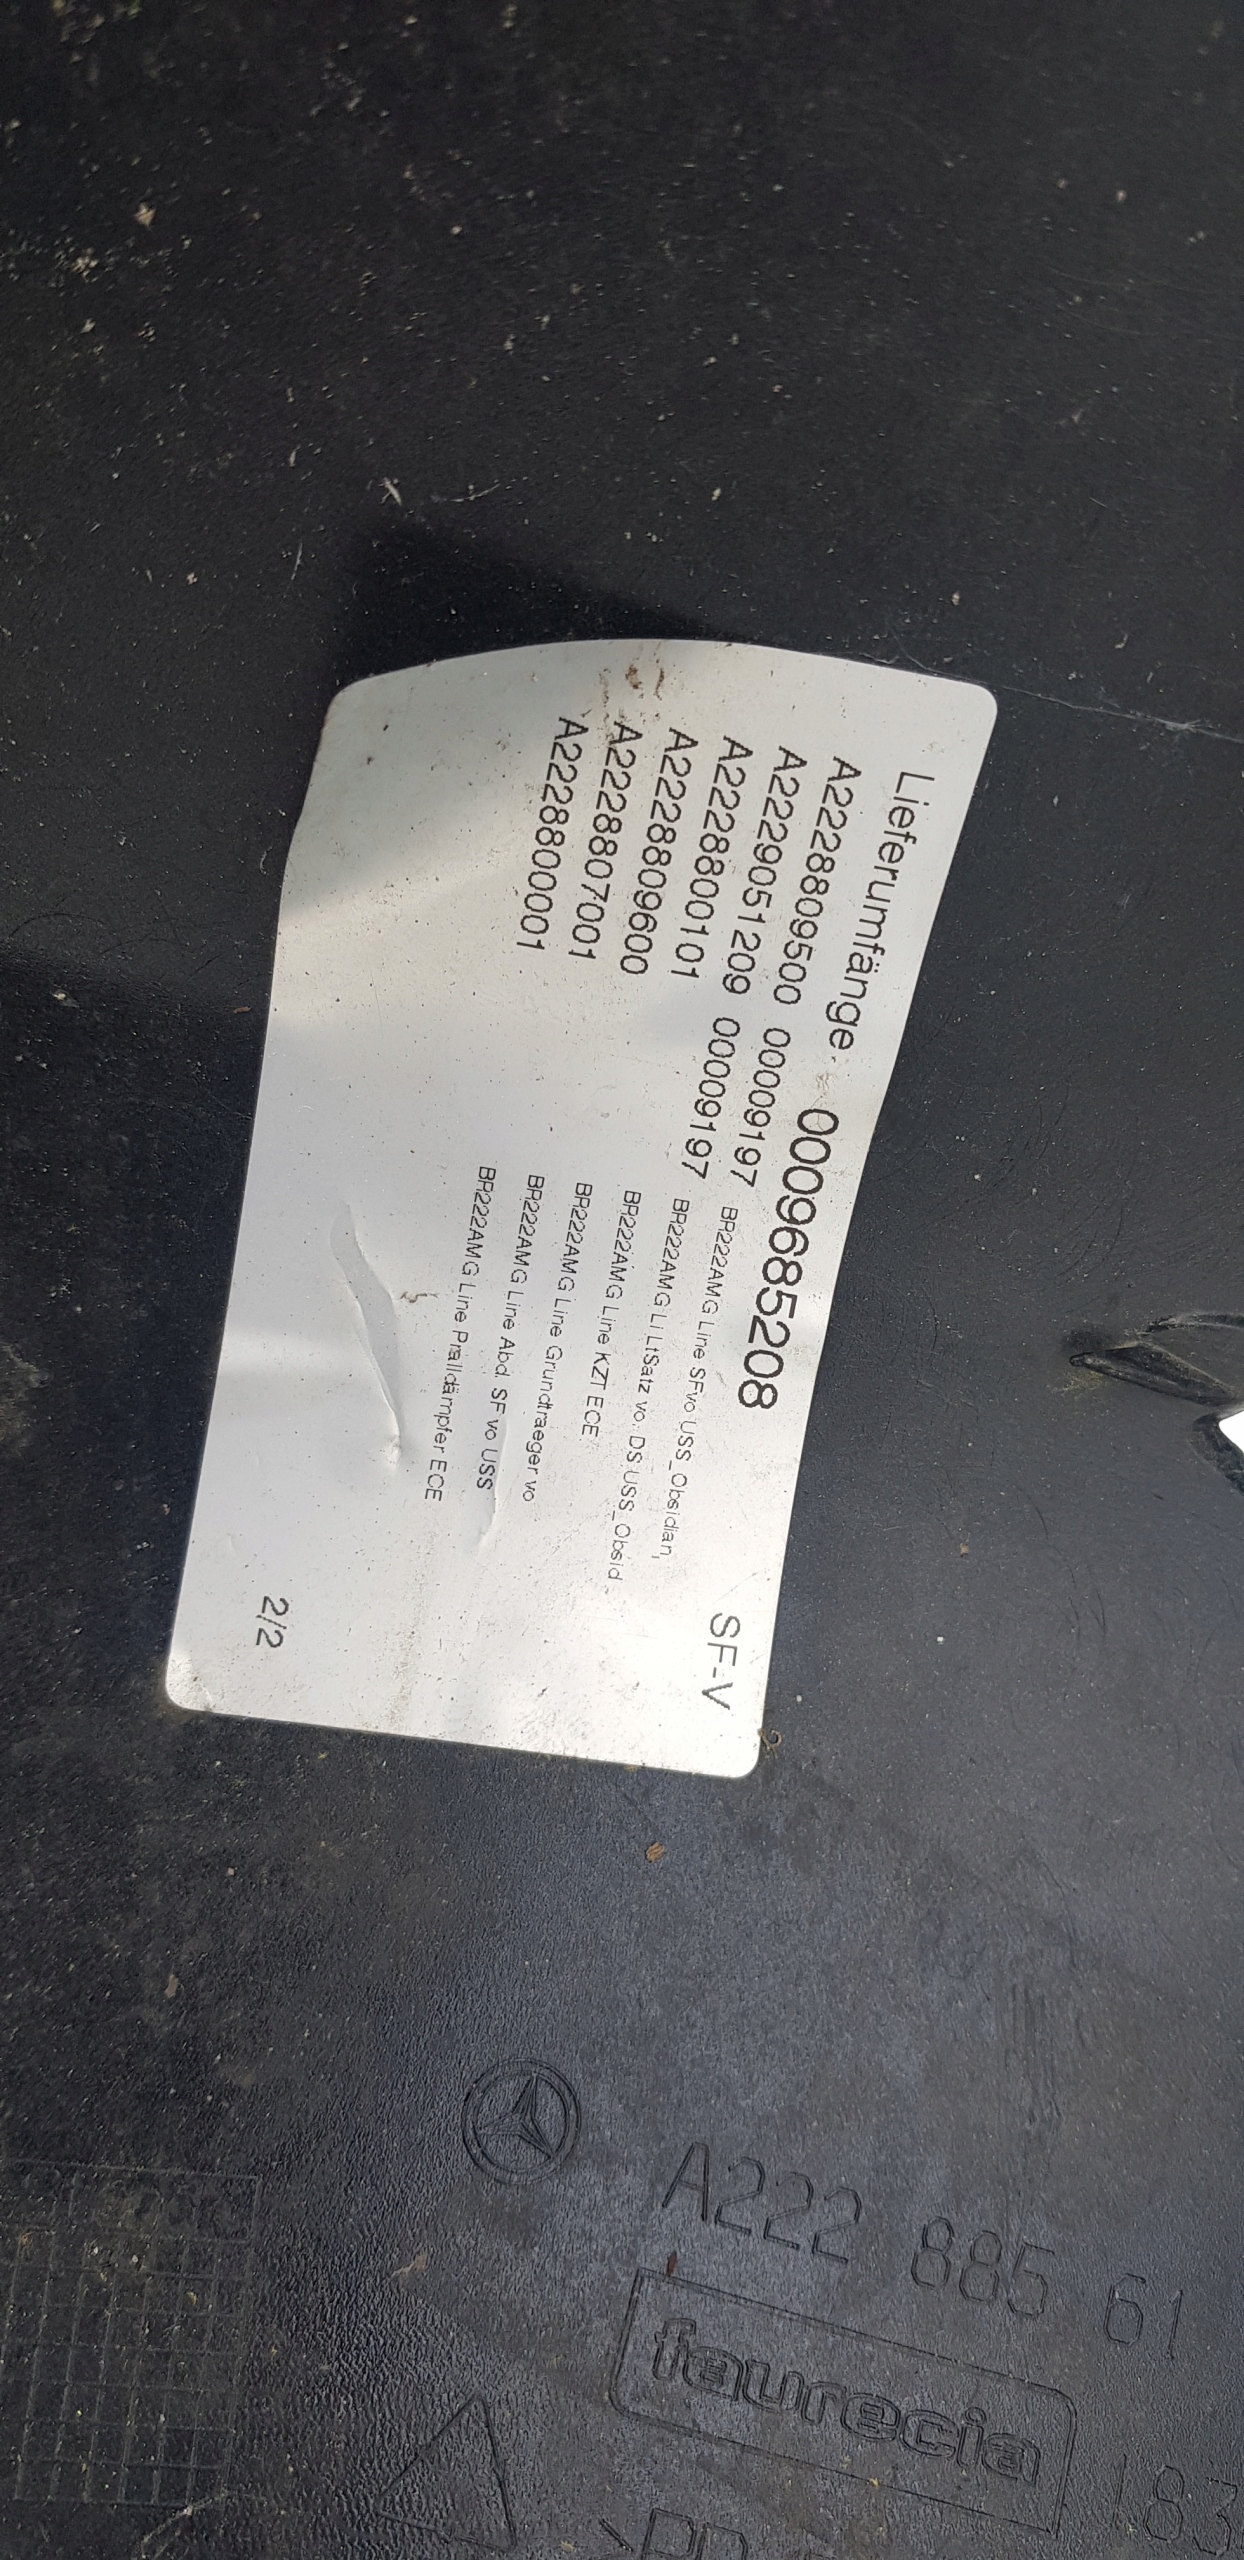 Lieferumfänge: 0009685208 SF-V
A2228809500 00009197 BR222AMG Line SFvo USS_Obsidian,
A2229051209 00009197 BR222AMG Li LtSatz vo. DS USS_Obsid
A2228800101 BR222AMG Line KZT ECE
A2228809600 BR222AMG Line Grundtraeger vo
A2228807001 BR222AMG Line Abd. SF vo USS
A2228800001 BR222AMG Line Pralldämpfer ECE
2/2
A222 885 61
faurecia